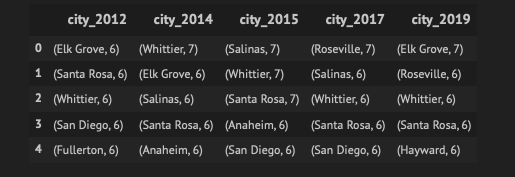 city_2012 city_2014 city_2015 city_2017 city_2019
0 (Elk Grove, 6) (Whittier, 7) (Salinas, 7) (Roseville, 7) (Elk Grove, 7)
1 (Santa Rosa, 6) (Elk Grove, 6) (Whittier, 7) (Salinas, 6) (Roseville, 6)
2 (Whittier, 6) (Salinas, 6) (Santa Rosa, 7) (Whittier, 6) (Whittier, 6)
3 (San Diego, 6) (Santa Rosa, 6) (Anaheim, 6) (Santa Rosa, 6) (Santa Rosa, 6)
4 (Fullerton, 6) (Anaheim, 6) (San Diego, 6) (San Diego, 6) (Hayward, 6)